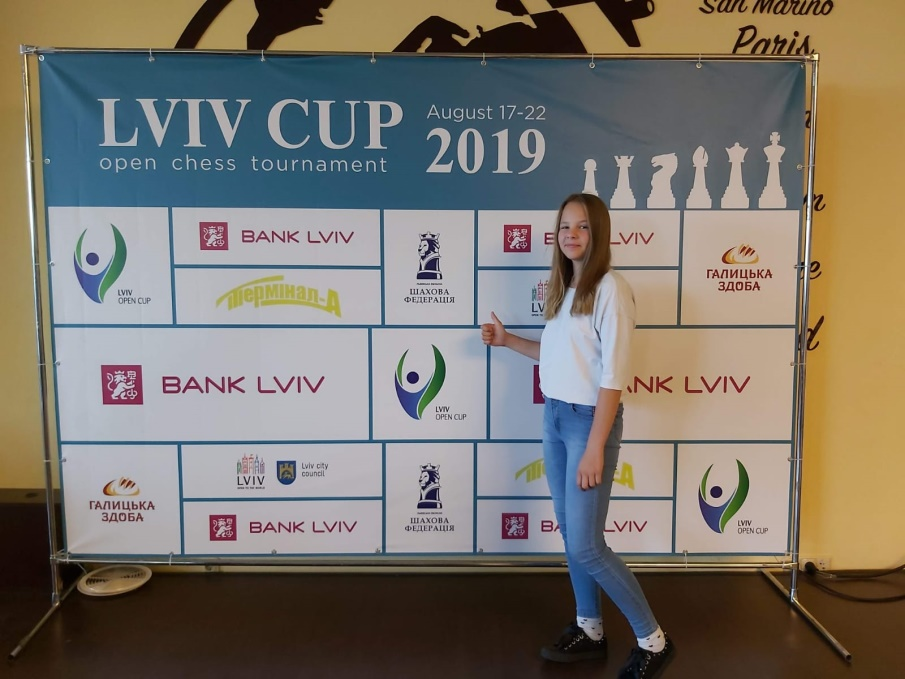 San Marino
Paris
LVIV CUP
open chess tournament
August 17-22
2019
LVIV
OPEN CUP
BANK LVIV
Термінал-А
ШАХОВА
ФЕДЕРАЦІЯ
LVIV
ГАЛИЦЬКА
ЗДОБА
BANK LVIV
LVIV
OPEN CUP
BANK LVIV
ГАЛИЦЬКА
ЗДОБА
LVIV
Lviv city
council
BANK LVIV
ШАХОВА
ФЕДЕРАЦІЯ
LVIV
LVIV
OPEN CUP